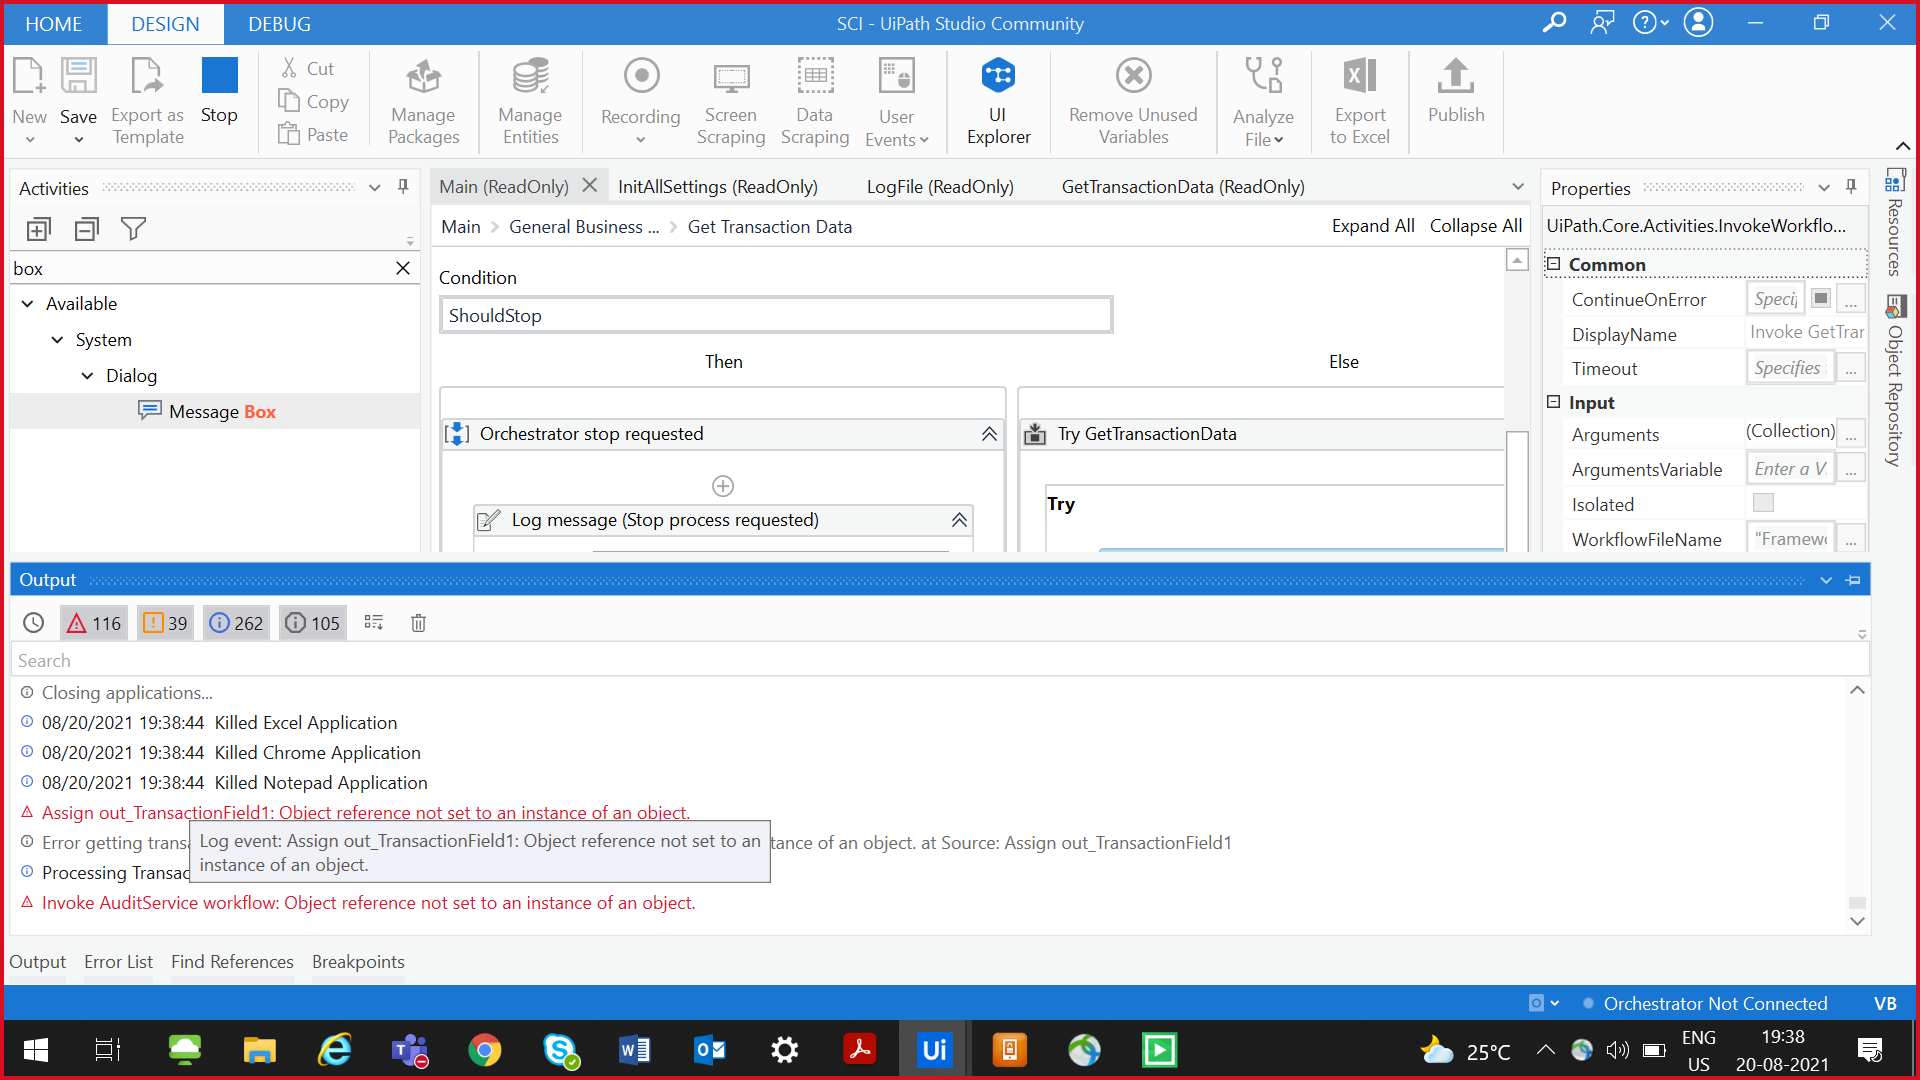 HOME
DESIGN
DEBUG
SCI - UiPath Studio Community
New
Save
Export as Template
Stop
Cut
Copy
Paste
Manage Packages
Manage Entities
Recording
Screen Scraping
Data Scraping
User Events
UI Explorer
Remove Unused Variables
Analyze File
Export to Excel
Publish
Activities
box
Available
System
Dialog
Message Box
Main (ReadOnly)
InitAllSettings (ReadOnly)
LogFile (ReadOnly)
GetTransactionData (ReadOnly)
Main > General Business ... > Get Transaction Data
Expand All
Collapse All
Condition
ShouldStop
Then
Else
Orchestrator stop requested
Try GetTransactionData
Log message (Stop process requested)
Try
Properties
UiPath.Core.Activities.InvokeWorkflo...
Common
ContinueOnError
DisplayName Invoke GetTrar
Timeout Specifies
...
Input
Arguments (Collection) ...
ArgumentsVariable Enter a V ...
Isolated
WorkflowFileName "Framew ...
Resources
Object Repository
Output
116
39
262
105
Search
Closing applications...
08/20/2021 19:38:44 Killed Excel Application
08/20/2021 19:38:44 Killed Chrome Application
08/20/2021 19:38:44 Killed Notepad Application
Assign out_TransactionField1: Object reference not set to an instance of an object.
Error getting transa
tance of an object. at Source: Assign out_TransactionField1
Log event: Assign out_TransactionField1: Object reference not set to an
instance of an object.
Processing Transac
Invoke AuditService workflow: Object reference not set to an instance of an object.
Output
Error List
Find References
Breakpoints
Orchestrator Not Connected
VB
Ui
25°C
ENG
US
19:38
20-08-2021